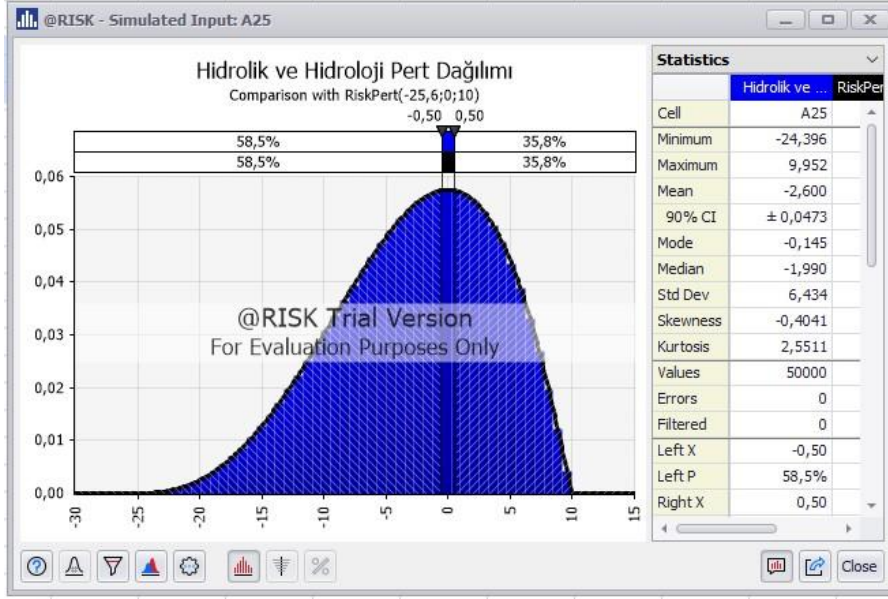 @RISK - Simulated Input: A25
Hidrolik ve Hidroloji Pert Dağılımı
Comparison with RiskPert(-25,6;0;10)
-0,50 0,50
58,5% 35,8%
58,5% 35,8%
0,06
0,05
0,04
0,03
0,02
0,01
0,00
-30 -25 -20 -15 -10 -5 0 5 10 15
@RISK Trial Version
For Evaluation Purposes Only
Statistics
Hidrolik ve ... RiskPer
Cell A25
Minimum -24,396
Maximum 9,952
Mean -2,600
90% CI ± 0,0473
Mode -0,145
Median -1,990
Std Dev 6,434
Skewness -0,4041
Kurtosis 2,5511
Values 50000
Errors 0
Filtered 0
Left X -0,50
Left P 58,5%
Right X 0,50
Close